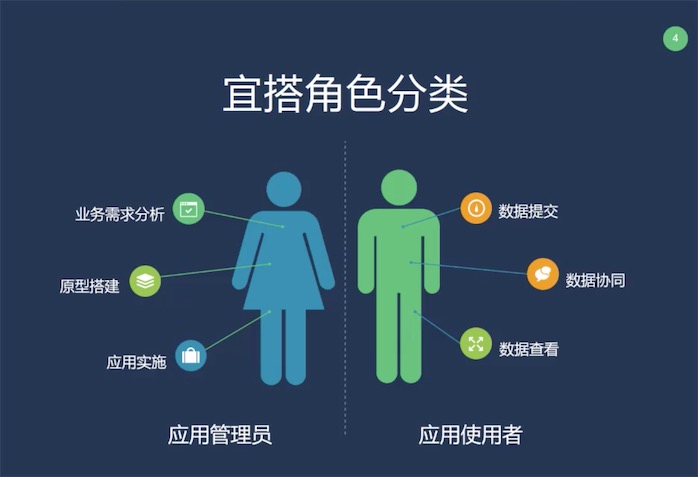 4
宜搭角色分类
业务需求分析
原型搭建
应用实施
数据提交
数据协同
数据查看
应用管理员
应用使用者